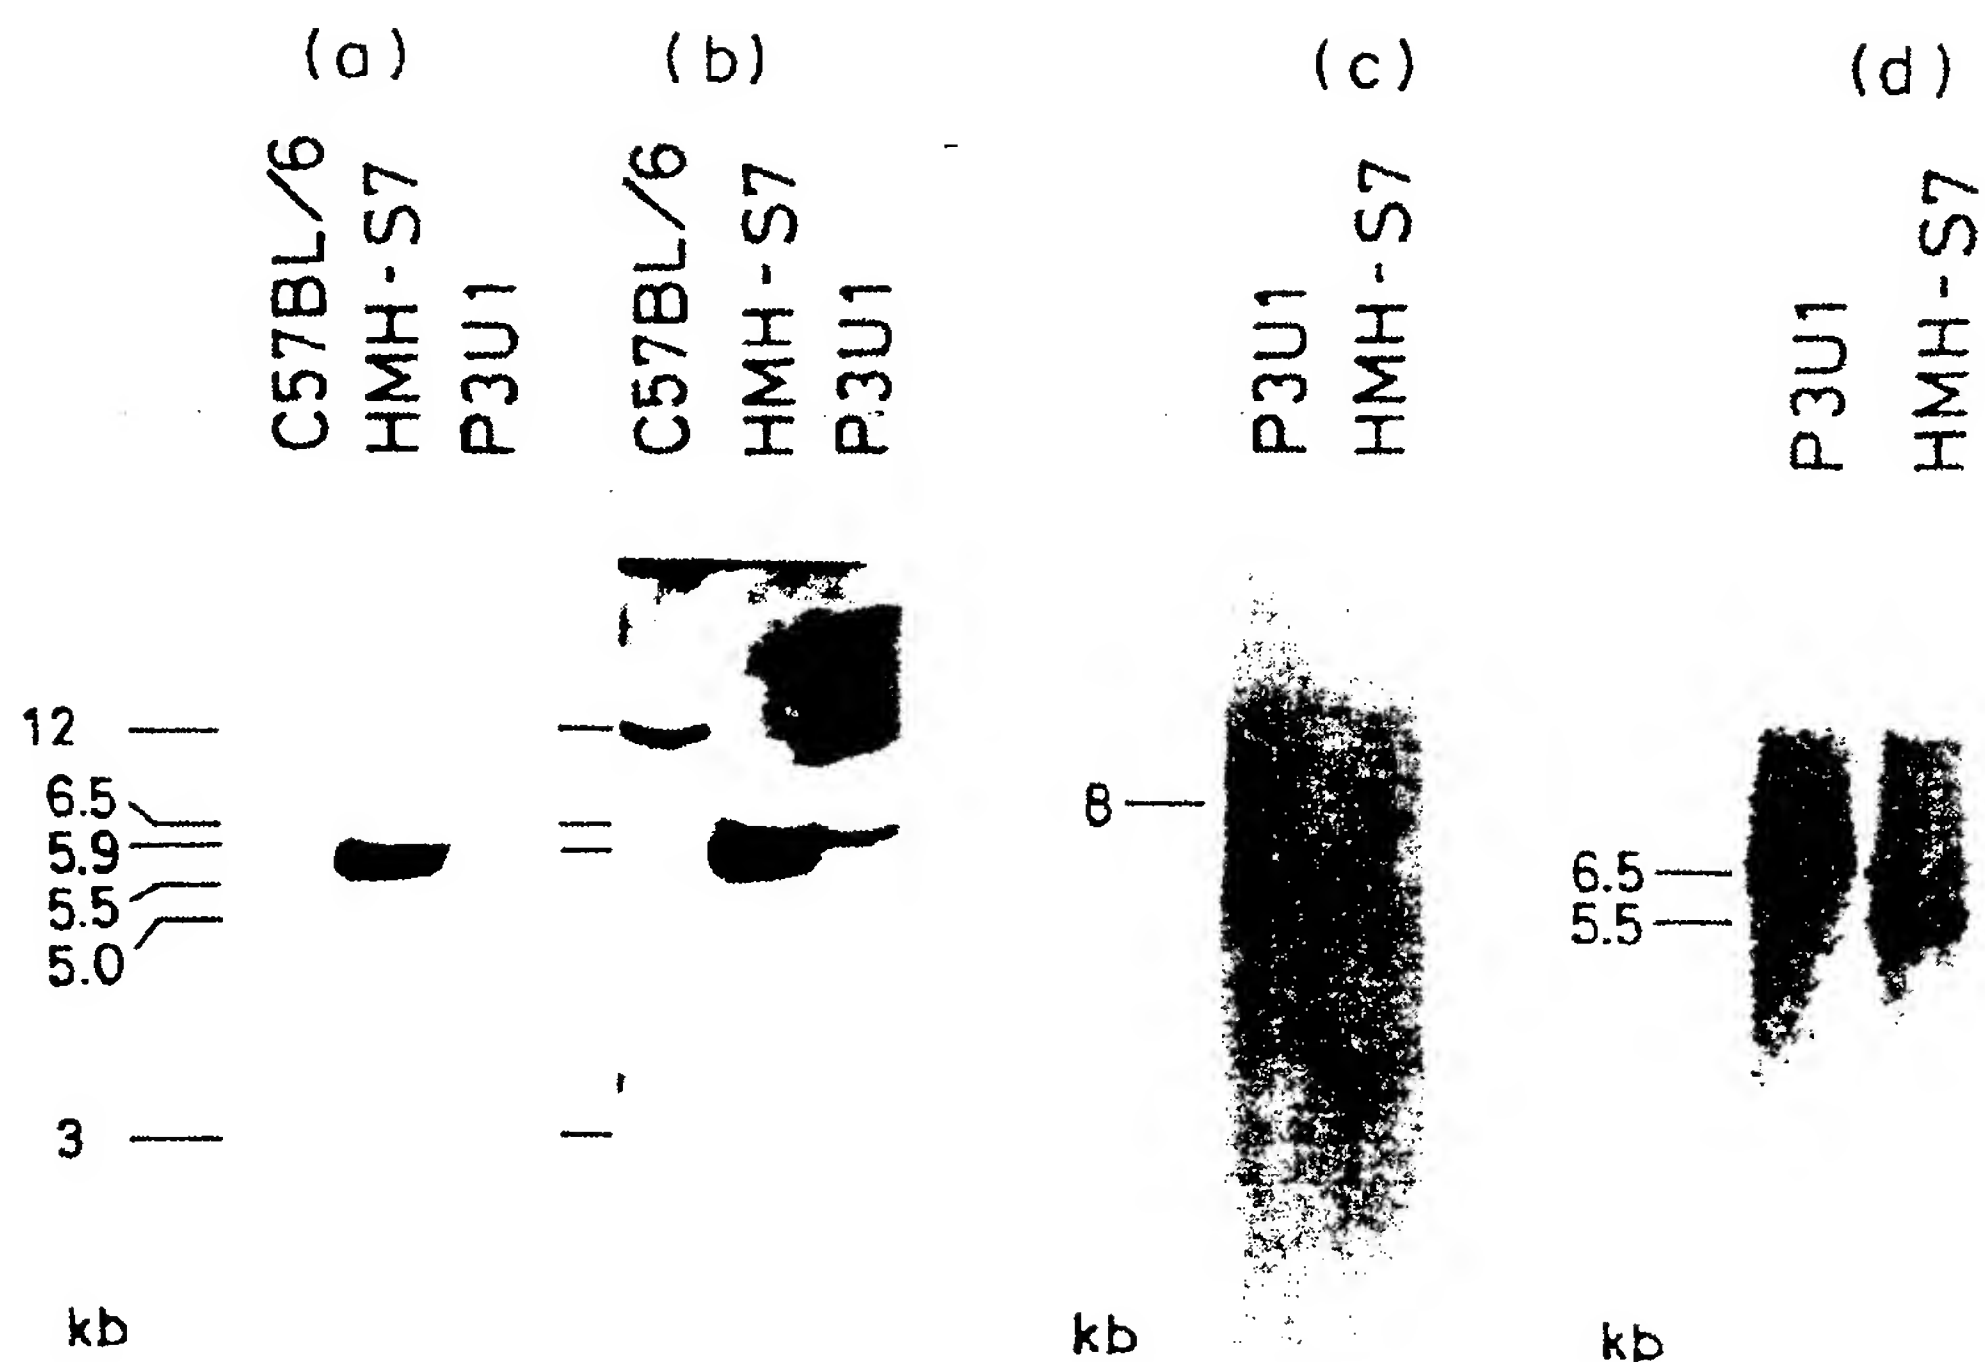 (a)
(b)
(c)
(d)
C57BL/6
HMH-S7
P3U1
C57BL/6
HMH-S7
P3U1
P3U1
HMH-S7
P3U1
HMH-S7
12
6.5
5.9
5.5
5.0
3
kb
8
kb
6.5
5.5
kb